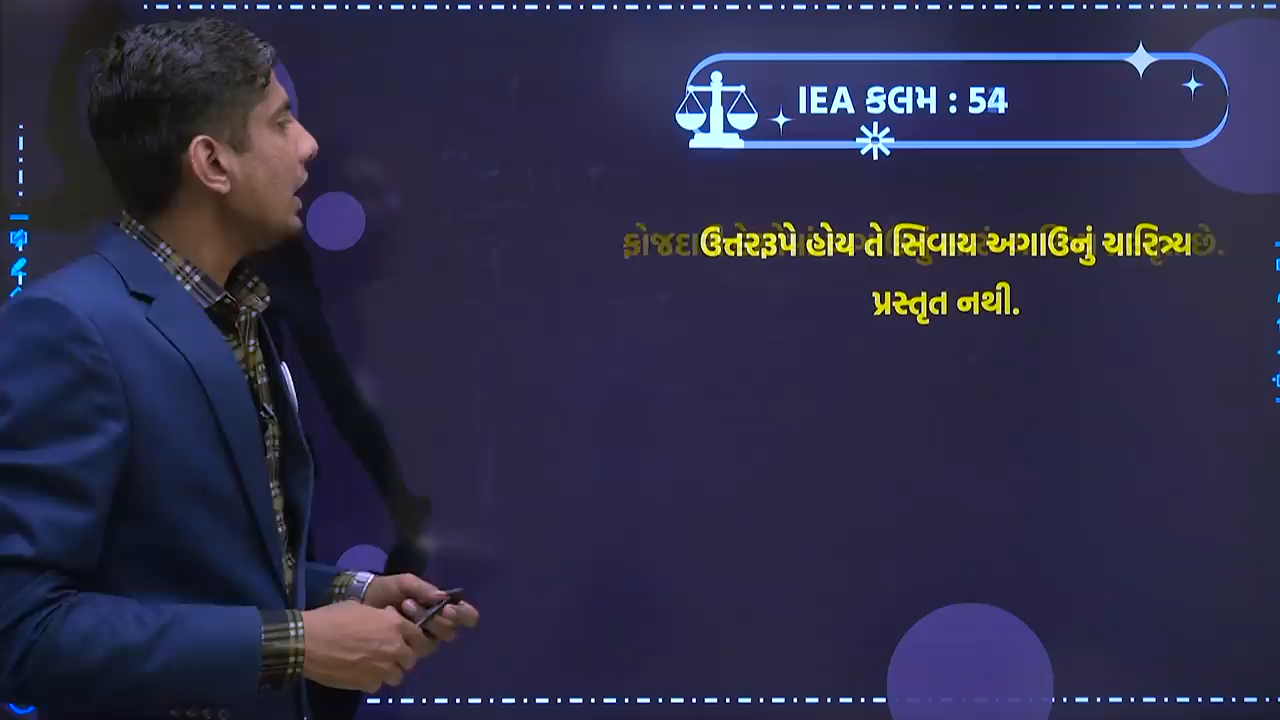 IEA કલમ : 54
ઉત્તરરૂપે હોય તે સિવાય અગાઉનું ચારિત્ર્ય
પ્રસ્તૃત નથી.